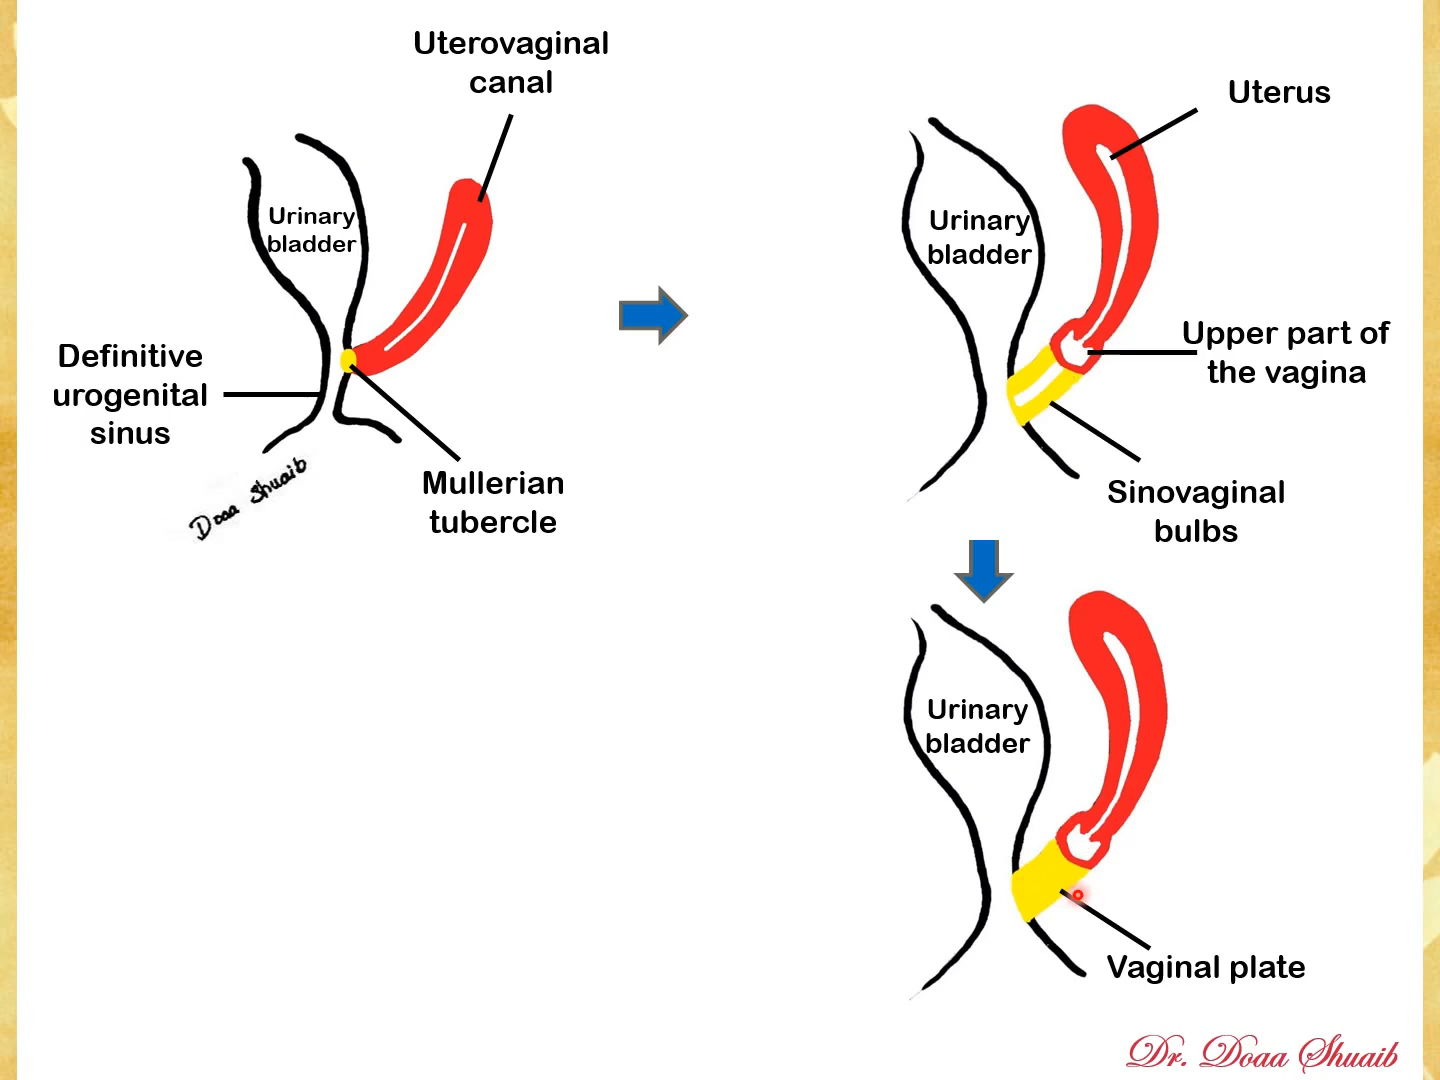 Uterovaginal
canal
Urinary
bladder
Definitive
urogenital
sinus
Mullerian
tubercle
Doaa Shuaib
Uterus
Urinary
bladder
Upper part of
the vagina
Sinovaginal
bulbs
Urinary
bladder
Vaginal plate
Dr. Doaa Shuaib